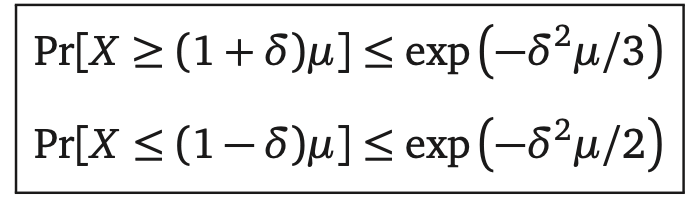 Pr[X ≥ (1 + δ)μ] ≤ exp(−δ²μ/3)
Pr[X ≤ (1 − δ)μ] ≤ exp(−δ²μ/2)